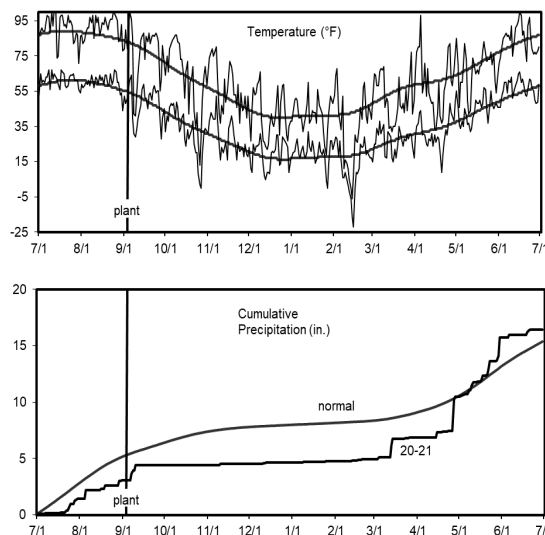 Temperature (°F)
95
75
55
35
15
-5
-25
plant
7/1 8/1 9/1 10/1 11/1 12/1 1/1 2/1 3/1 4/1 5/1 6/1 7/1
20
Cumulative
Precipitation (in.)
15
10
normal
5
20-21
plant
0
7/1 8/1 9/1 10/1 11/1 12/1 1/1 2/1 3/1 4/1 5/1 6/1 7/